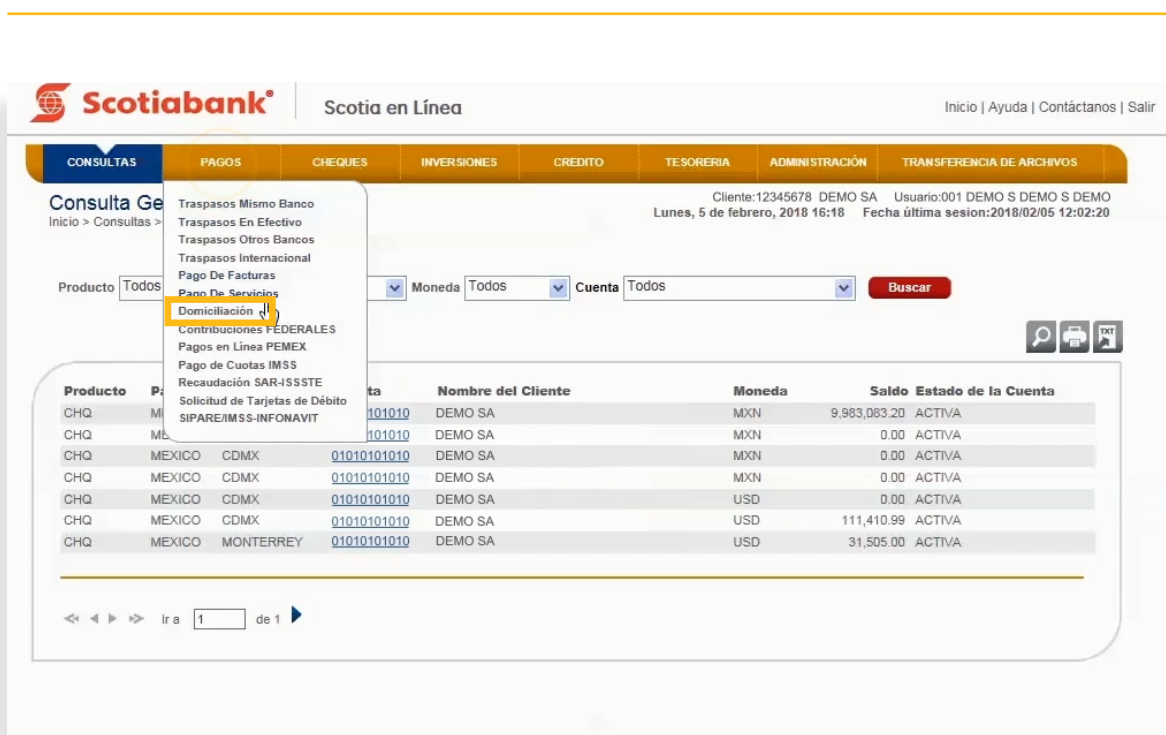 Scotiabank® Scotia en Línea Inicio | Ayuda | Contáctanos | Salir
CONSULTAS PAGOS CHEQUES INVERSIONES CREDITO TESORERIA ADMINISTRACIÓN TRANSFERENCIA DE ARCHIVOS
Consulta Ge Cliente:12345678 DEMO SA Usuario:001 DEMO S DEMO S DEMO
Inicio > Consultas > Lunes, 5 de febrero, 2018 16:18 Fecha última sesion:2018/02/05 12:02:20
Traspasos Mismo Banco
Traspasos En Efectivo
Traspasos Otros Bancos
Traspasos Internacional
Pago De Facturas
Pago De Servicios
Domiciliación
Contribuciones FEDERALES
Pagos en Línea PEMEX
Pago de Cuotas IMSS
Recaudación SAR-ISSSTE
Solicitud de Tarjetas de Débito
SIPARE/IMSS-INFONAVIT
Producto Todos Moneda Todos Cuenta Todos Buscar
TXT
Producto Pa ta Nombre del Cliente Moneda Saldo Estado de la Cuenta
CHQ ME 101010 DEMO SA MXN 9,983,083.20 ACTIVA
CHQ ME 101010 DEMO SA MXN 0.00 ACTIVA
CHQ MEXICO CDMX 01010101010 DEMO SA MXN 0.00 ACTIVA
CHQ MEXICO CDMX 01010101010 DEMO SA MXN 0.00 ACTIVA
CHQ MEXICO CDMX 01010101010 DEMO SA USD 0.00 ACTIVA
CHQ MEXICO CDMX 01010101010 DEMO SA USD 111,410.99 ACTIVA
CHQ MEXICO MONTERREY 01010101010 DEMO SA USD 31,505.00 ACTIVA
Ir a 1 de 1